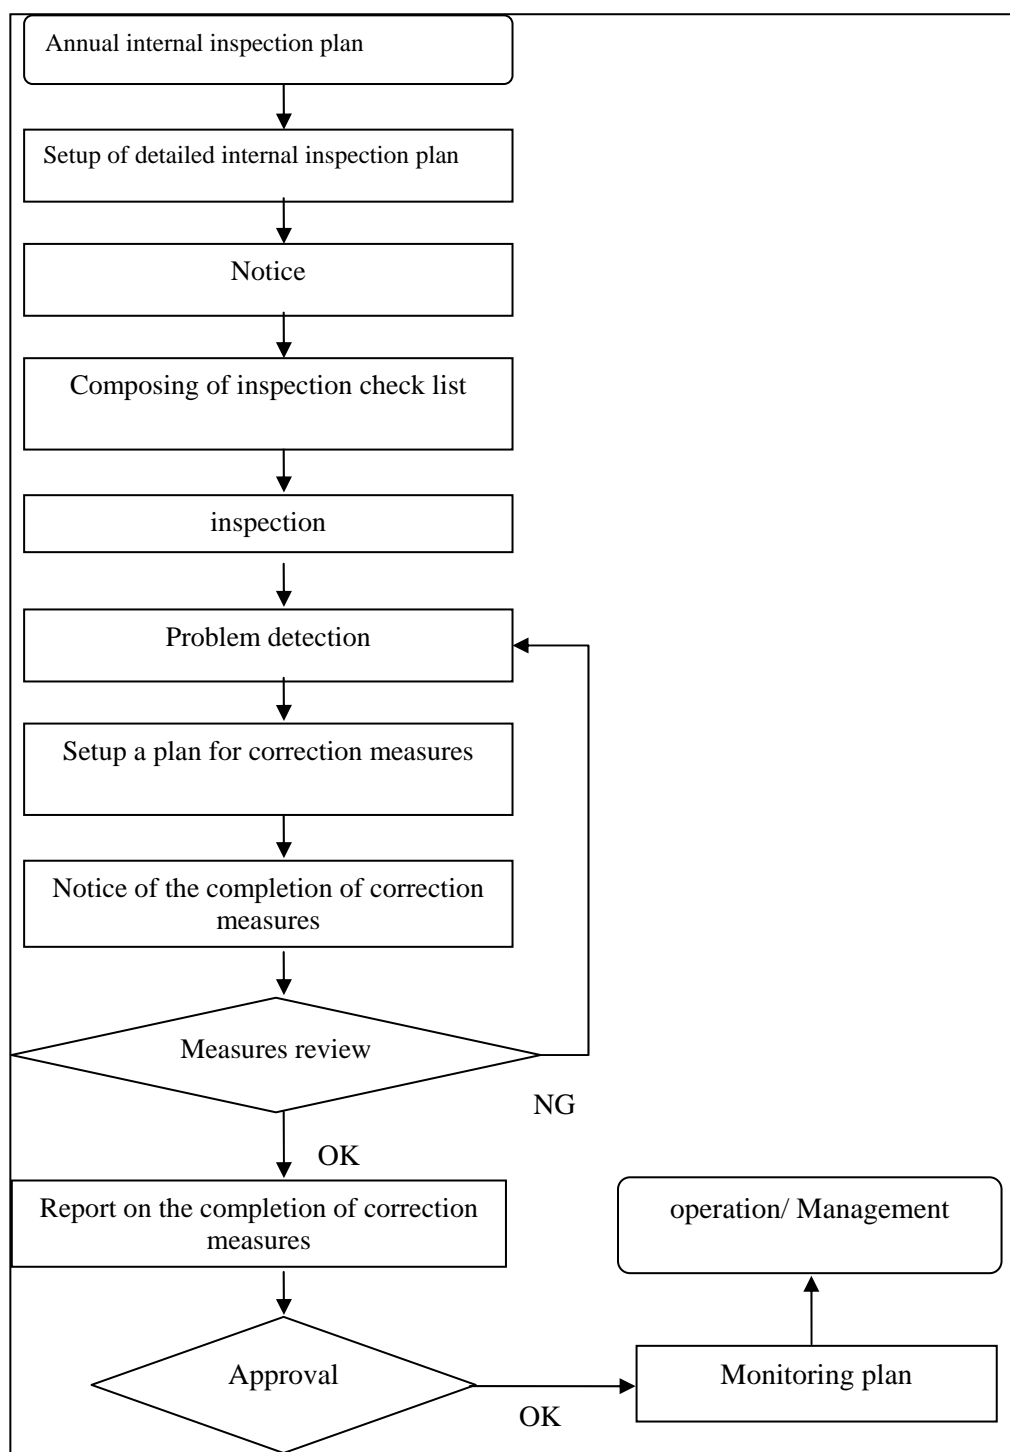 Annual internal inspection plan
Setup of detailed internal inspection plan
Notice
Composing of inspection check list
inspection
Problem detection
Setup a plan for correction measures
Notice of the completion of correction
measures
Measures review
NG
OK
Report on the completion of correction
measures
operation/ Management
Approval
OK
Monitoring plan